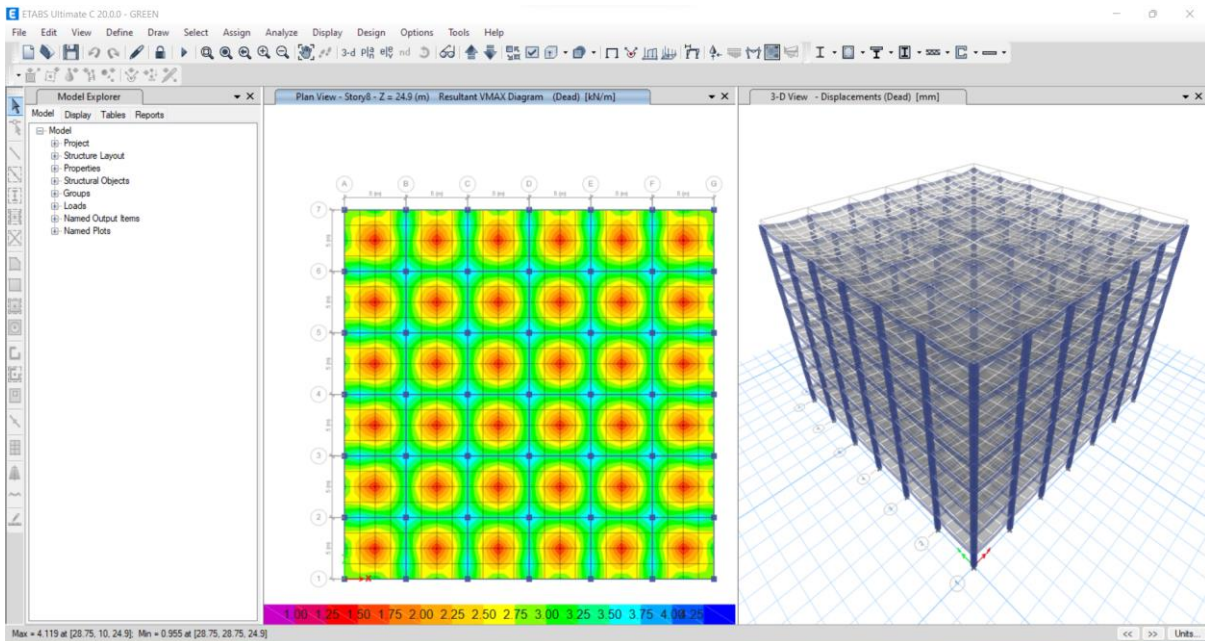 ETABS Ultimate C 20.0.0 - GREEN
File Edit View Define Draw Select Assign Analyze Display Design Options Tools Help
3-d
nd
Model Explorer
Model Display Tables Reports
Model
Project
Structure Layout
Properties
Structural Objects
Groups
Loads
Named Output Items
Named Plots
Plan View - Story8 - Z = 24.9 (m) Resultant VMAX Diagram (Dead) [kN/m]
A B C D E F G
7
6
5
4
3
2
1
X
1.00 1.25 1.50 1.75 2.00 2.25 2.50 2.75 3.00 3.25 3.50 3.75 4.00 4.25
3-D View - Displacements (Dead) [mm]
Max = 4.119 at [28.75, 10, 24.9]; Min = 0.955 at [28.75, 28.75, 24.9]
<< >> Units...